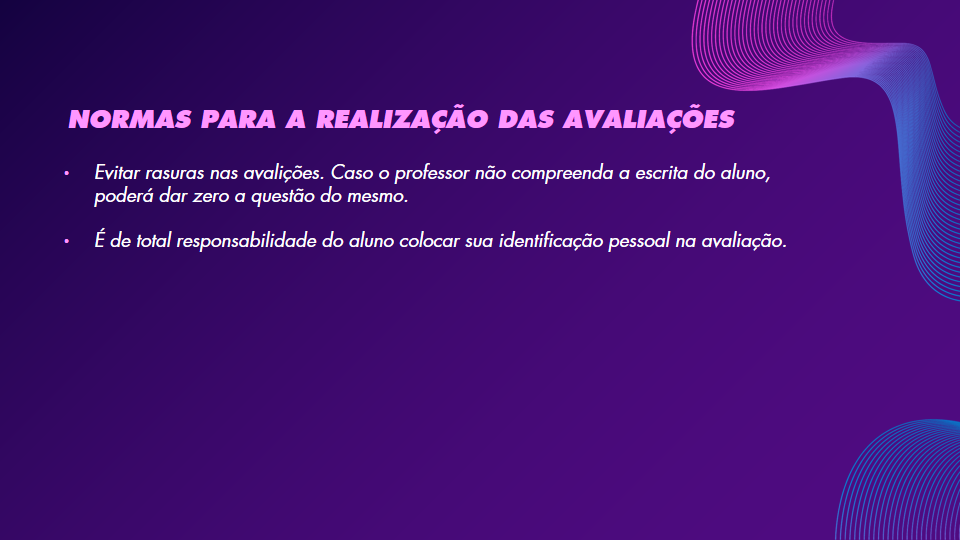 NORMAS PARA A REALIZAÇÃO DAS AVALIAÇÕES
• Evitar rasuras nas avalições. Caso o professor não compreenda a escrita do aluno,
poderá dar zero a questão do mesmo.
• É de total responsabilidade do aluno colocar sua identificação pessoal na avaliação.